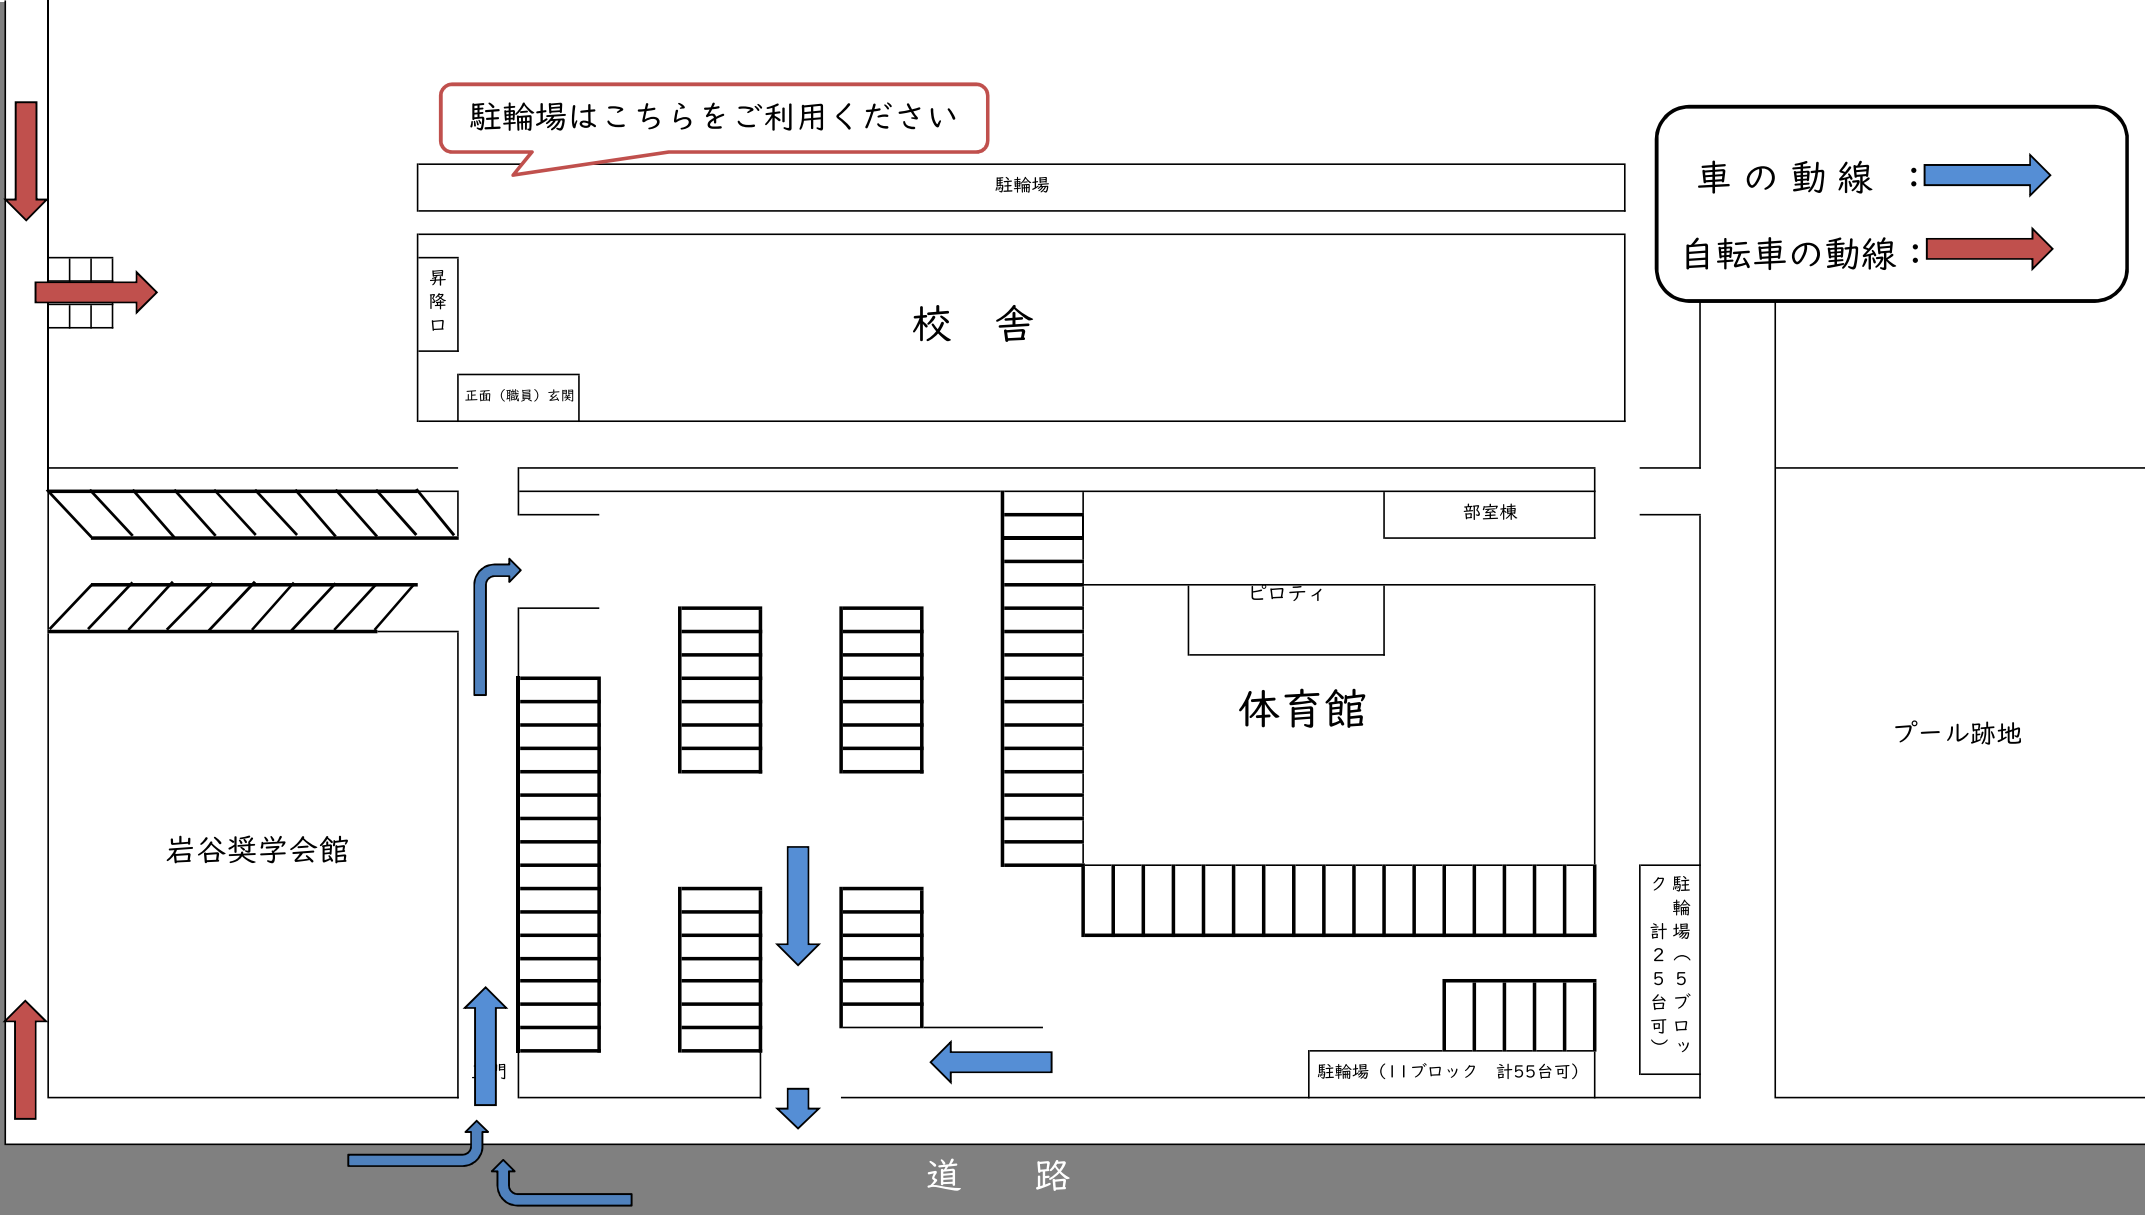 駐輪場はこちらをご利用ください
車の動線 :
自転車の動線:
駐輪場
昇降口
校 舎
正面（職員）玄関
部室棟
ピロティ
体育館
プール跡地
岩谷奨学会館
駐輪場（5ブロッ
ク 計25台可）
門
駐輪場（11ブロック 計55台可）
道 路